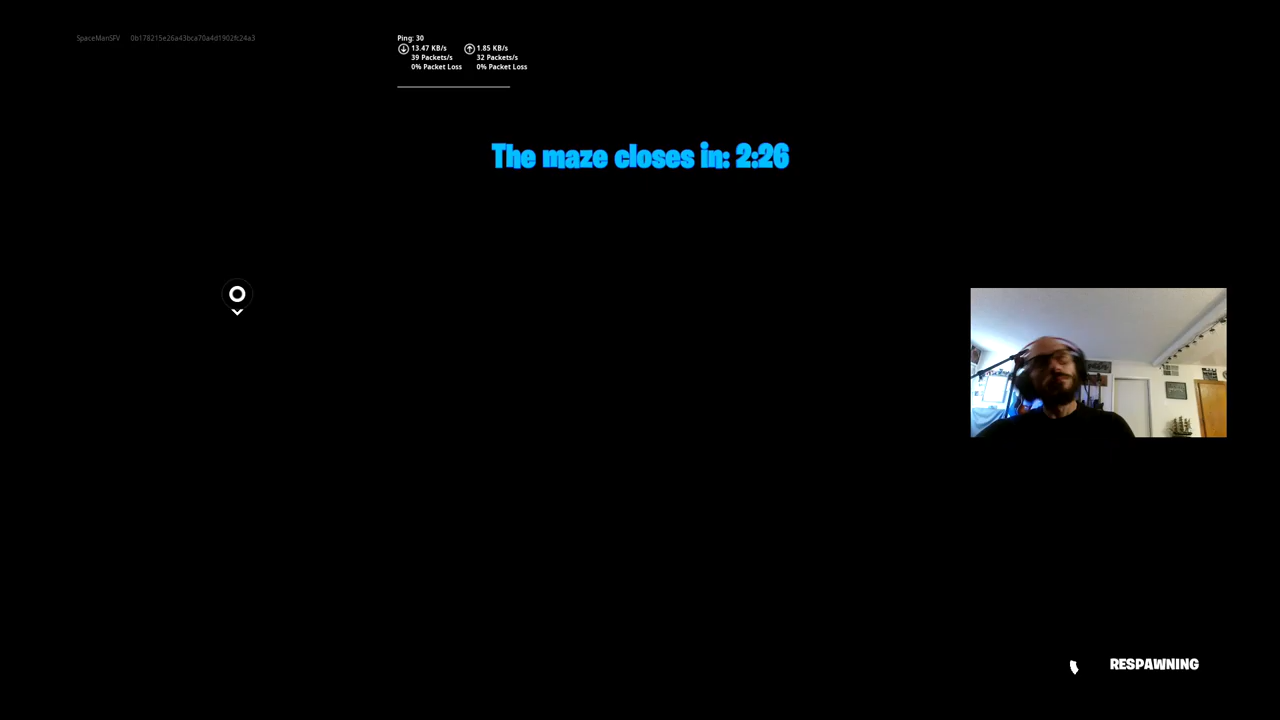 SpaceManSFV 0b178215e26a43bca70a4d1902fc24a3
Ping: 30
13.47 KB/s 1.85 KB/s
39 Packets/s 32 Packets/s
0% Packet Loss 0% Packet Loss
The maze closes in: 2:26
RESPAWNING